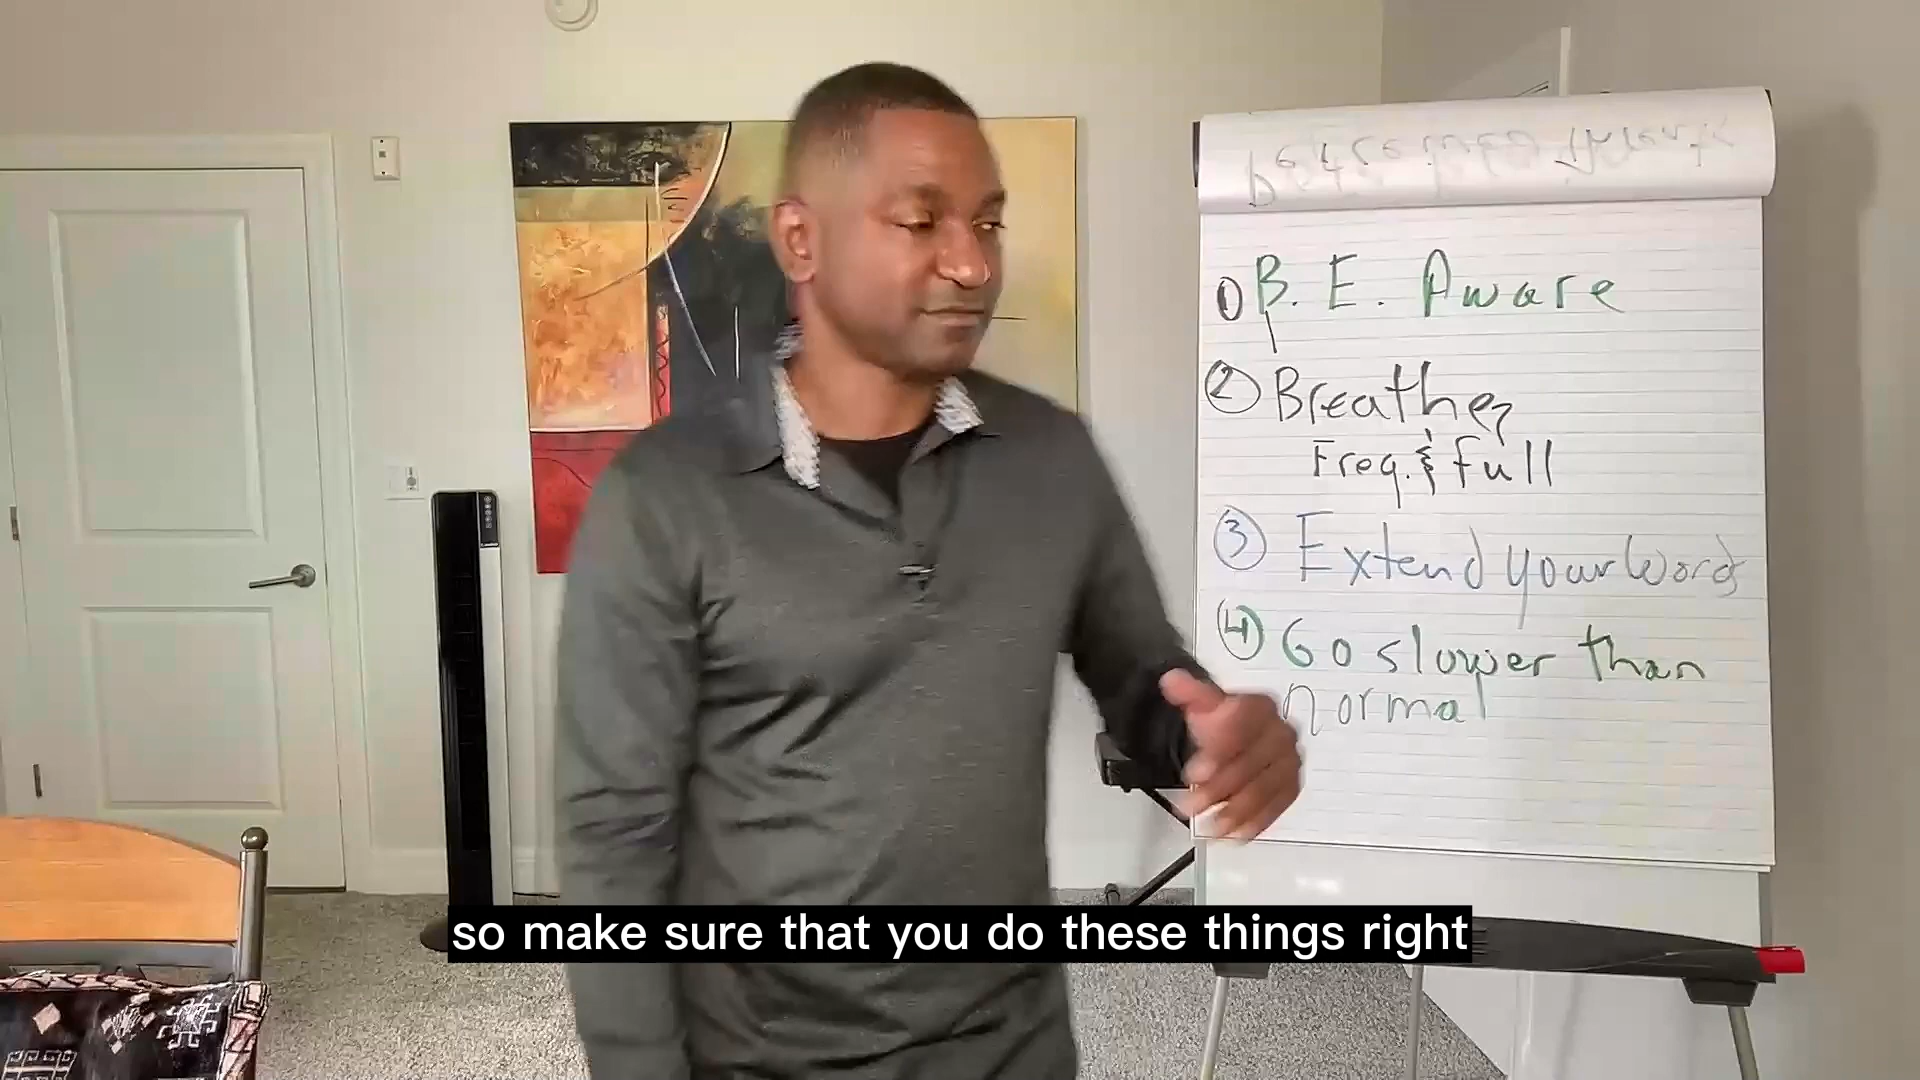 ① B. E. Aware
② Breathe
Freq. & full
③ Extend your Words
④ Go slower than
normal
so make sure that you do these things right